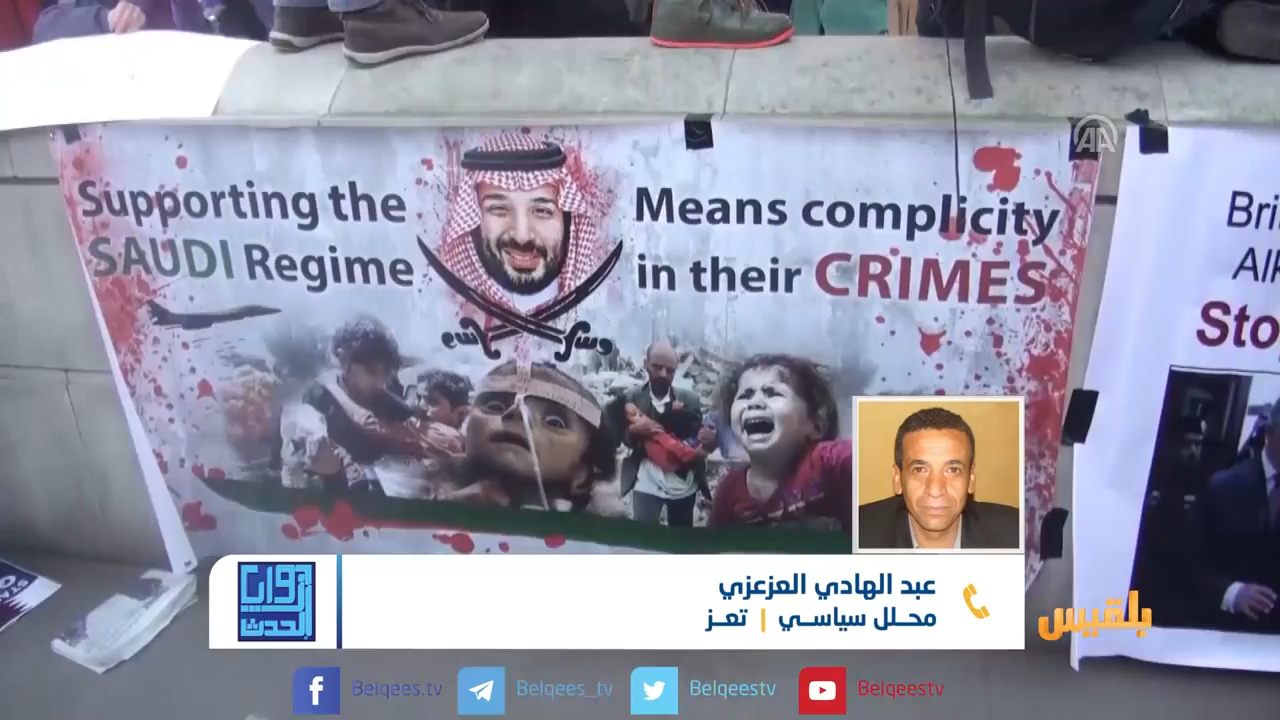 AA
Supporting the
SAUDI Regime
Means complicity
in their CRIMES
Bri
Sto
عبد الهادي العزعزي
محلل سياسي | تعز
الحدث
بلقيس
Belqees.tv
Belqees_tv
Belqeestv
Belqeestv